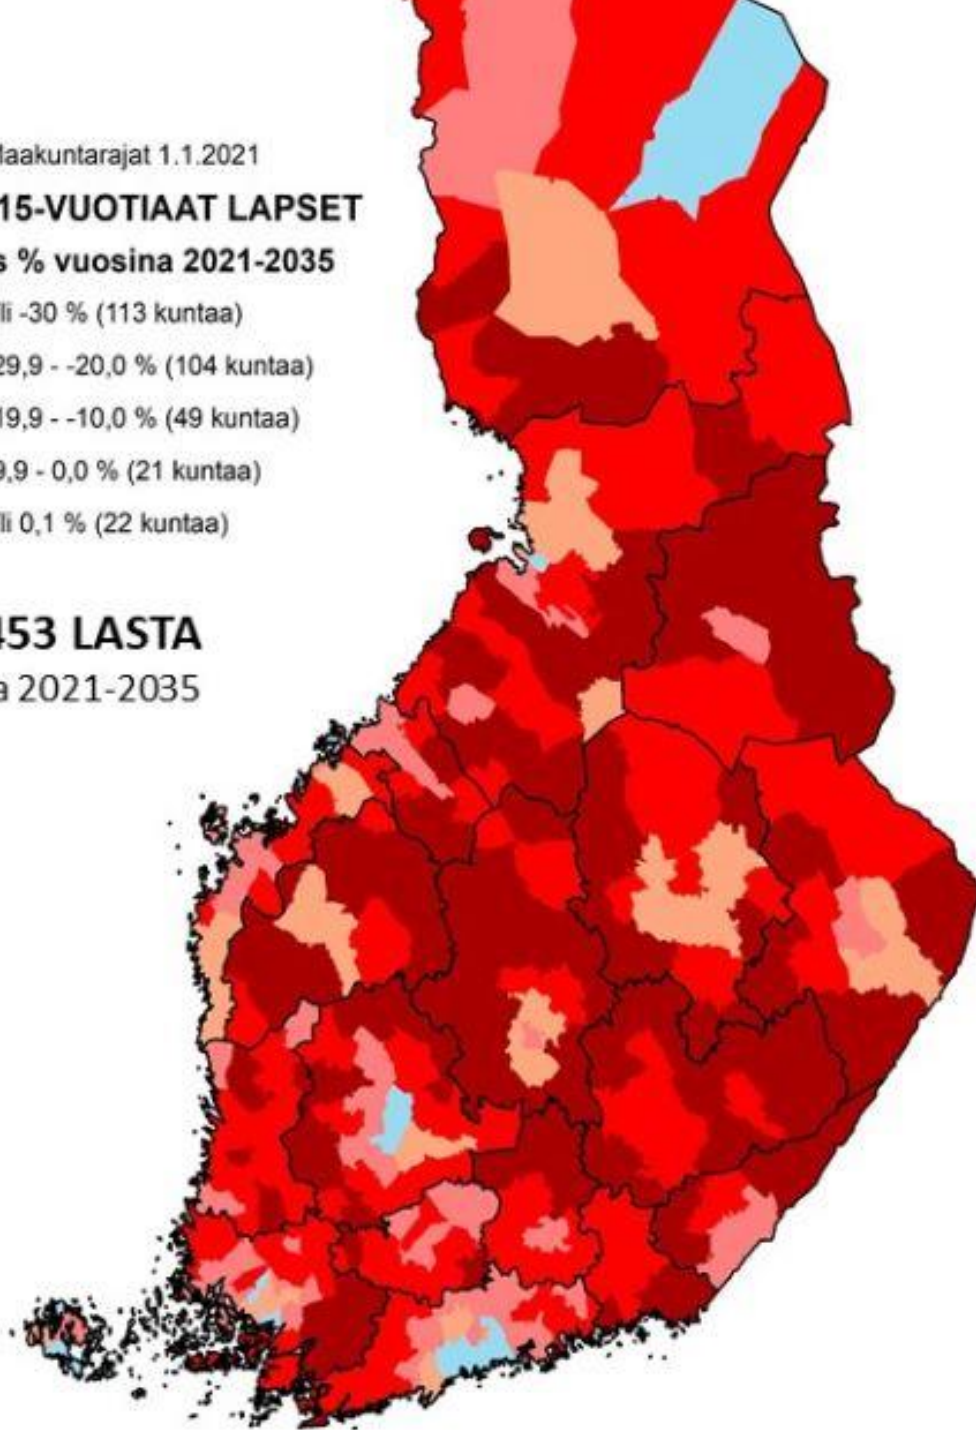 laakuntarajat 1.1.2021
15-VUOTIAAT LAPSET
s % vuosina 2021-2035
li -30 % (113 kuntaa)
29,9 - -20,0 % (104 kuntaa)
19,9 - -10,0 % (49 kuntaa)
9,9 - 0,0 % (21 kuntaa)
li 0,1 % (22 kuntaa)
453 LASTA
a 2021-2035